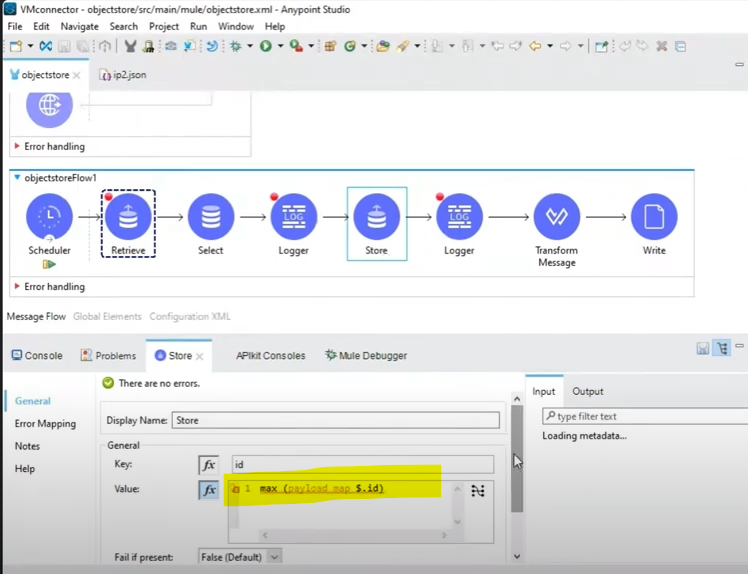 VMconnector - objectstore/src/main/mule/objectstore.xml - Anypoint Studio
File Edit Navigate Search Project Run Window Help
objectstore ip2.json
Error handling
objectstoreFlow1
LOG LOG
Scheduler Retrieve Select Logger Store Logger Transform Message Write
Error handling
Message Flow Global Elements Configuration XML
Console Problems Store APIkit Consoles Mule Debugger
There are no errors.
General
Error Mapping
Notes
Help
Display Name: Store
General
Key: fx id
Value: fx 1 max (payload map $.id)
Fail if present: False (Default)
Input Output
type filter text
Loading metadata...